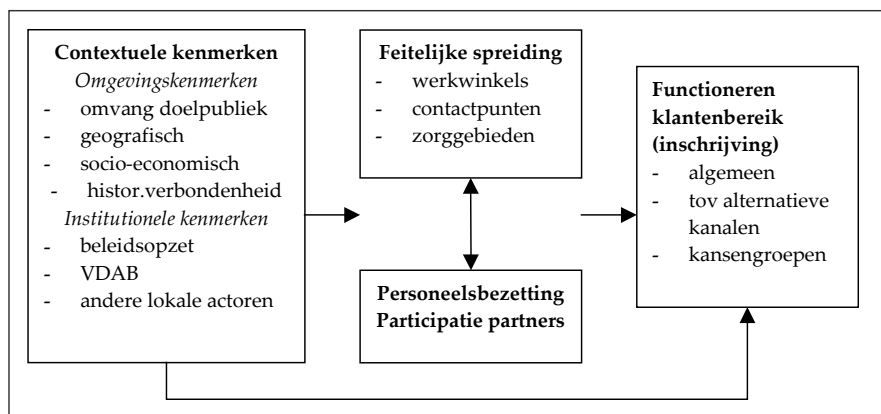 Contextuele kenmerken
Omgevingskenmerken
- omvang doelpubliek
- geografisch
- socio-economisch
- histor.verbondenheid
Institutionele kenmerken
- beleidsopzet
- VDAB
- andere lokale actoren
Feitelijke spreiding
- werkwinkels
- contactpunten
- zorggebieden
Personeelsbezetting
Participatie partners
Functioneren
klantenbereik
(inschrijving)
- algemeen
- tov alternatieve
kanalen
- kansengroepen